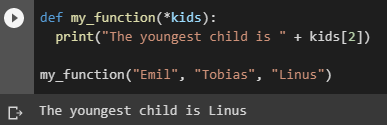 def my_function(*kids):
  print("The youngest child is " + kids[2])

my_function("Emil", "Tobias", "Linus")
The youngest child is Linus